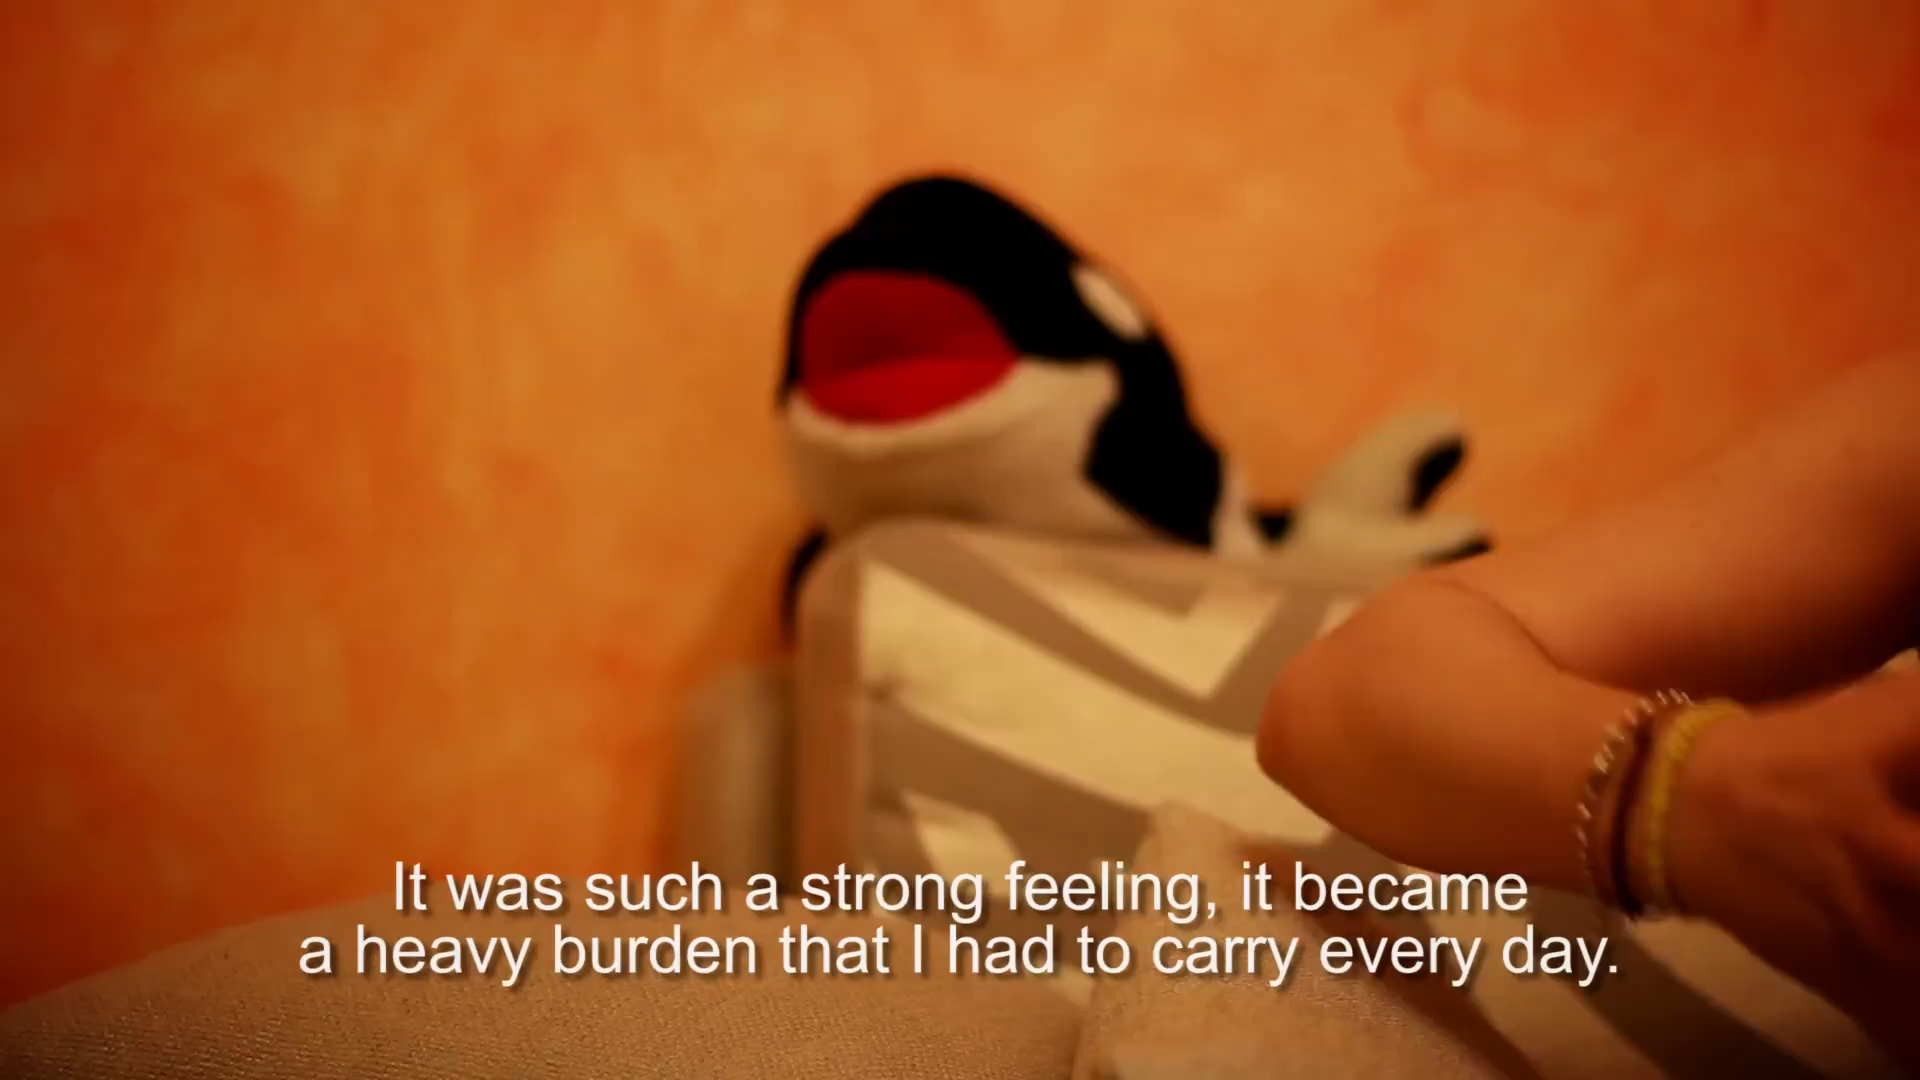 It was such a strong feeling, it became
a heavy burden that I had to carry every day.